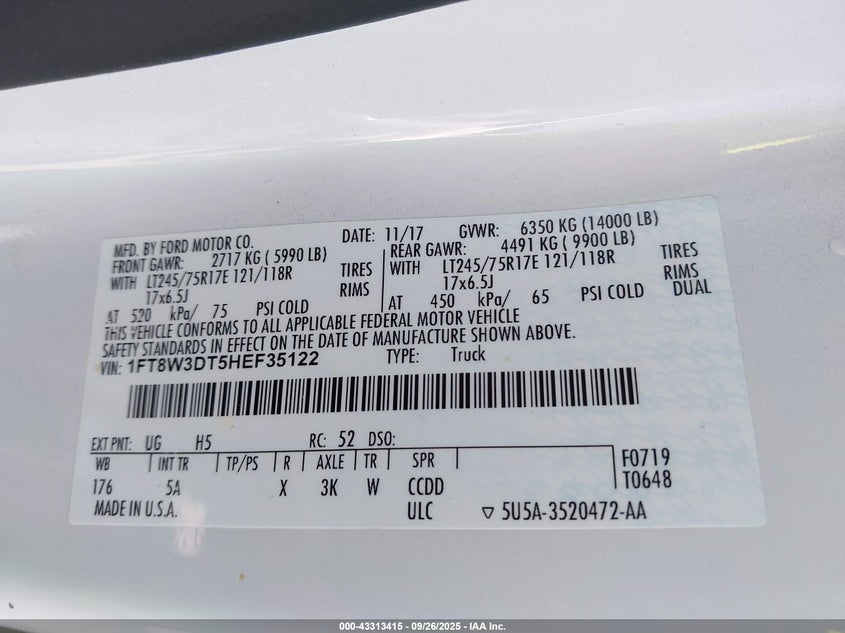 MFD. BY FORD MOTOR CO. DATE: 11/17 GVWR: 6350 KG (14000 LB)
FRONT GAWR: 2717 KG ( 5990 LB) REAR GAWR: 4491 KG ( 9900 LB)
WITH LT245/75R17E 121/118R TIRES WITH LT245/75R17E 121/118R TIRES
17x6.5J RIMS 17x6.5J RIMS
AT 520 kPa/ 75 PSI COLD AT 450 kPa/ 65 PSI COLD DUAL
THIS VEHICLE CONFORMS TO ALL APPLICABLE FEDERAL MOTOR VEHICLE
SAFETY STANDARDS IN EFFECT ON THE DATE OF MANUFACTURE SHOWN ABOVE.
VIN: 1FT8W3DT5HEF35122 TYPE: Truck
EXT PNT: UG H5 RC: 52 DSO:
WB INT TR TP/PS R AXLE TR SPR F0719
176 5A X 3K W CCDD T0648
MADE IN U.S.A. ULC ▽ 5U5A-3520472-AA
000-43313415 - 09/26/2025 - IAA Inc.